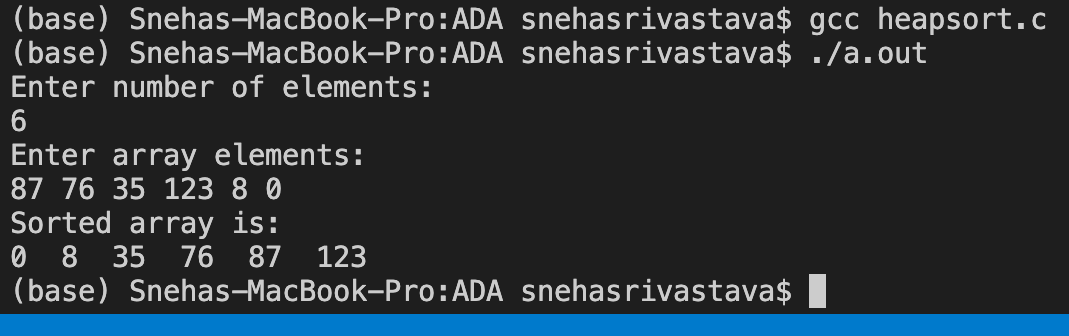 (base) Snehas-MacBook-Pro:ADA snehasrivastava$ gcc heapsort.c
(base) Snehas-MacBook-Pro:ADA snehasrivastava$ ./a.out
Enter number of elements:
6
Enter array elements:
87 76 35 123 8 0
Sorted array is:
0  8  35  76  87  123
(base) Snehas-MacBook-Pro:ADA snehasrivastava$